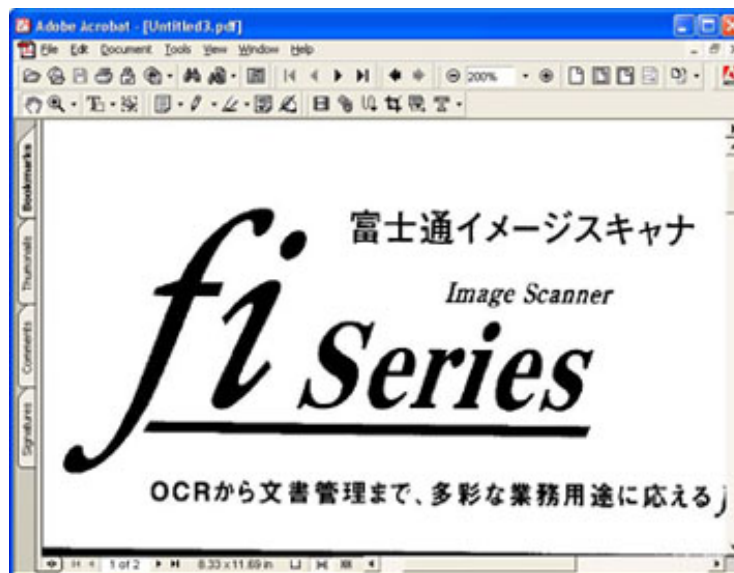 Adobe Acrobat - [Untitled3.pdf]
File Edit Document Tools View Window Help
200%
Bookmarks
Thumbnails
Comments
Signatures
富士通イメージスキャナ
Image Scanner
fi Series
OCRから文書管理まで、多彩な業務用途に応えるf
1 of 2 8.33 x 11.69 in